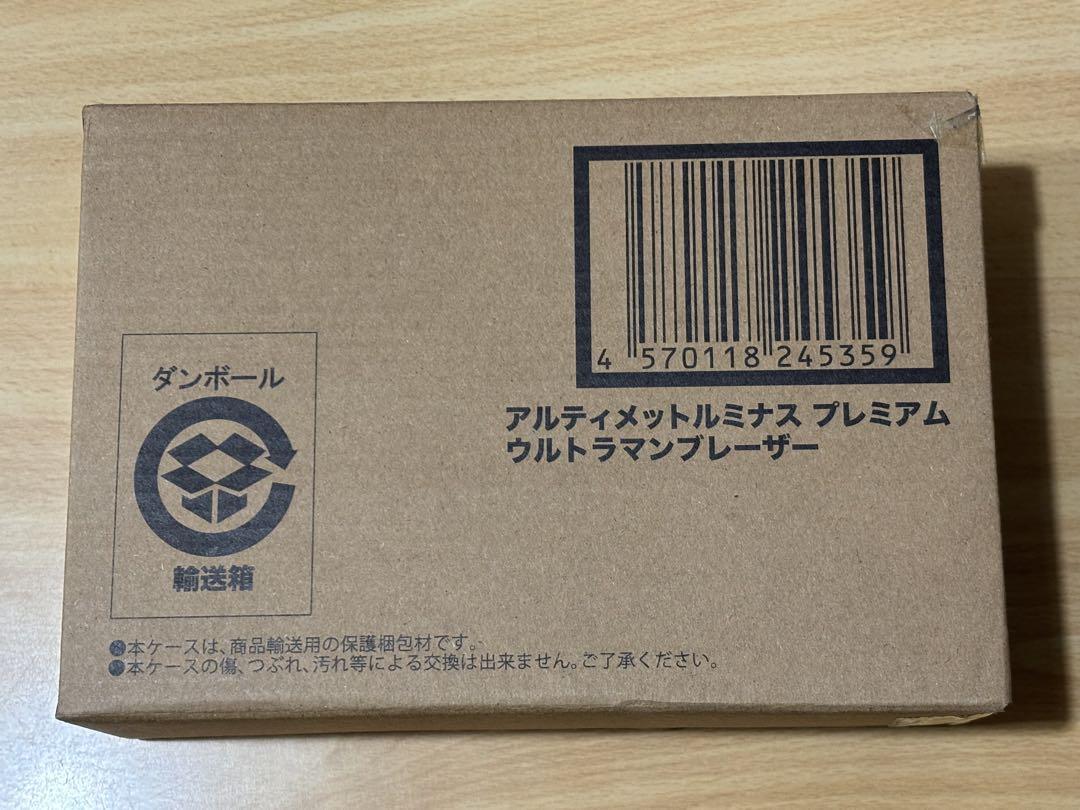 4 570118 245359
アルティメットルミナス プレミアム
ウルトラマンブレーザー
ダンボール
輸送箱
●本ケースは、商品輸送用の保護梱包材です。
●本ケースの傷、つぶれ、汚れ等による交換は出来ません。ご了承ください。